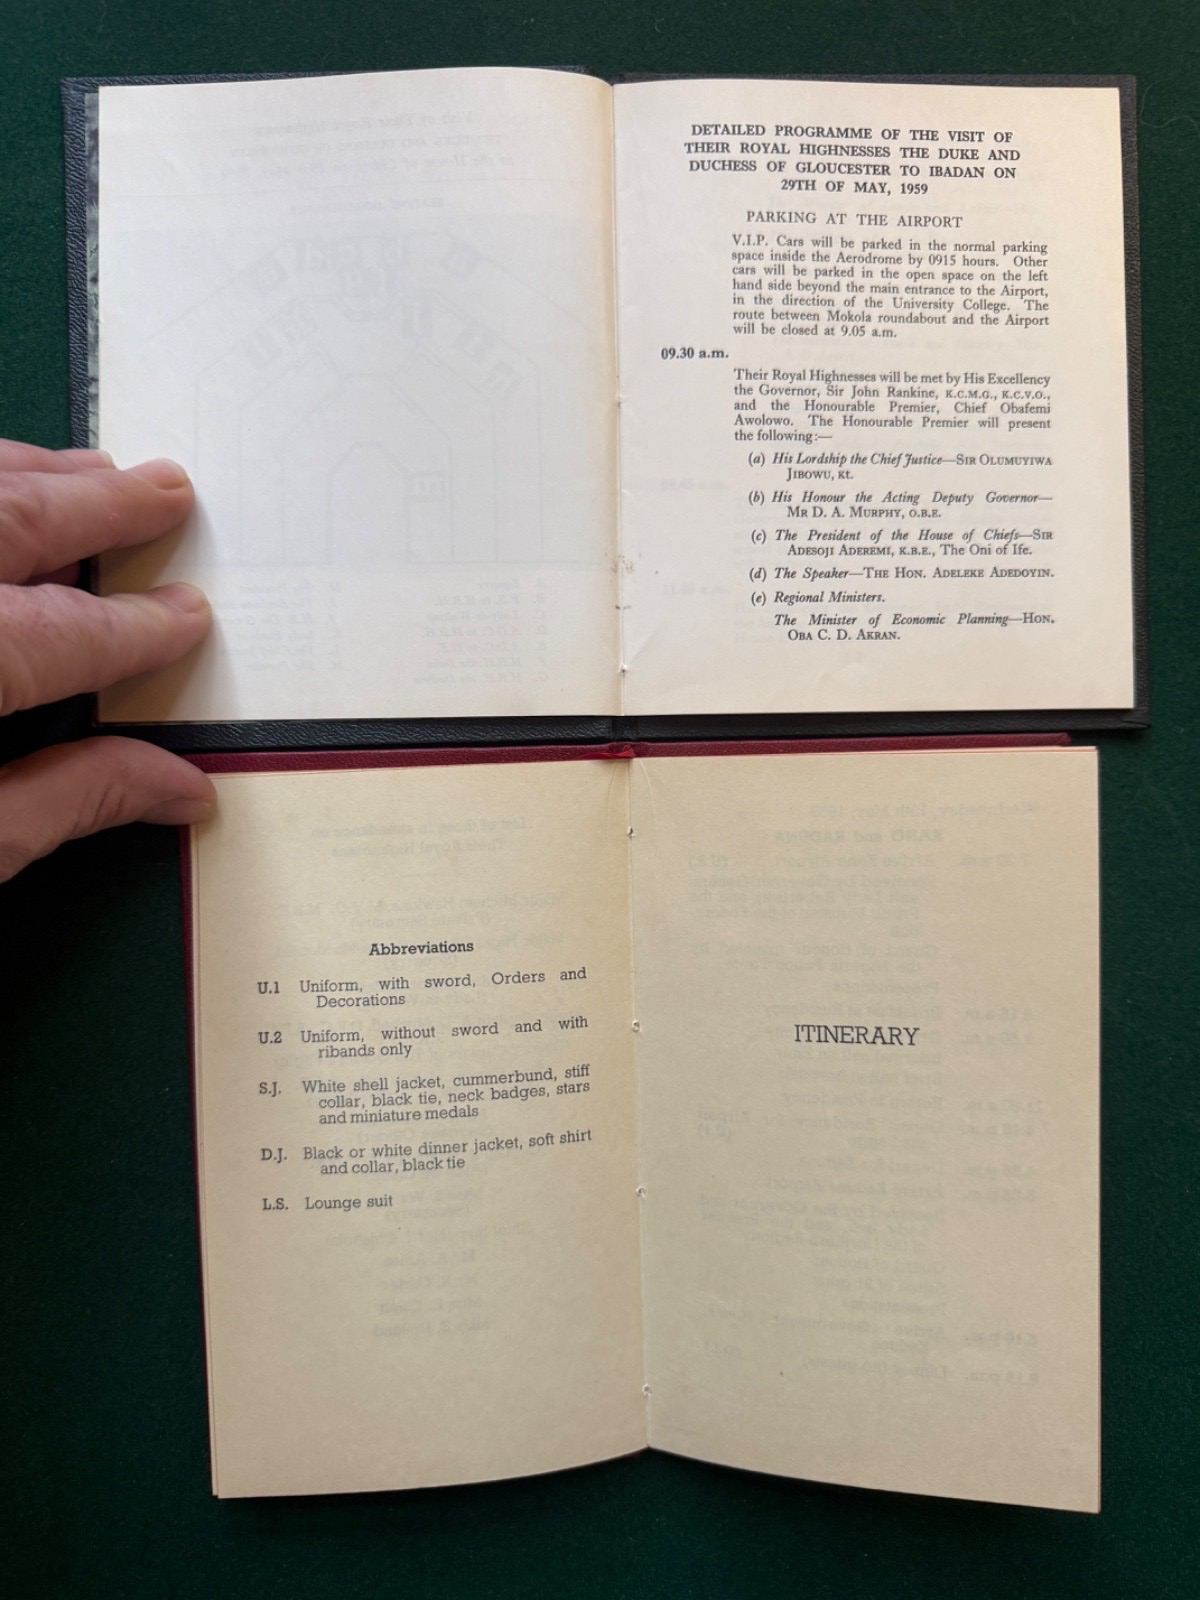 DETAILED PROGRAMME OF THE VISIT OF
THEIR ROYAL HIGHNESSES THE DUKE AND
DUCHESS OF GLOUCESTER TO IBADAN ON
29TH OF MAY, 1959
PARKING AT THE AIRPORT
V.I.P. Cars will be parked in the normal parking
space inside the Aerodrome by 0915 hours. Other
cars will be parked in the open space on the left
hand side beyond the main entrance to the Airport,
in the direction of the University College. The
route between Mokola roundabout and the Airport
will be closed at 9.05 a.m.
09.30 a.m.
Their Royal Highnesses will be met by His Excellency
the Governor, Sir John Rankine, K.C.M.G., K.C.V.O.,
and the Honourable Premier, Chief Obafemi
Awolowo. The Honourable Premier will present
the following:—
(a) His Lordship the Chief Justice—SIR OLUMUYIWA
JIBOWU, Kt.
(b) His Honour the Acting Deputy Governor—
MR D. A. MURPHY, O.B.E.
(c) The President of the House of Chiefs—SIR
ADESOJI ADEREMI, K.B.E., The Oni of Ife.
(d) The Speaker—THE HON. ADELEKE ADEDOYIN.
(e) Regional Ministers.
The Minister of Economic Planning—HON.
OBA C. D. AKRAN.
Abbreviations
U.1 Uniform, with sword, Orders and
Decorations
U.2 Uniform, without sword and with
ribands only
S.J. White shell jacket, cummerbund, stiff
collar, black tie, neck badges, stars
and miniature medals
D.J. Black or white dinner jacket, soft shirt
and collar, black tie
L.S. Lounge suit
ITINERARY